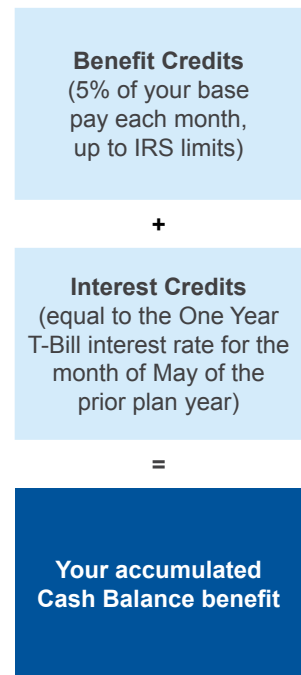 Benefit Credits
(5% of your base
pay each month,
up to IRS limits)
+
Interest Credits
(equal to the One Year
T-Bill interest rate for the
month of May of the
prior plan year)
=
Your accumulated
Cash Balance benefit